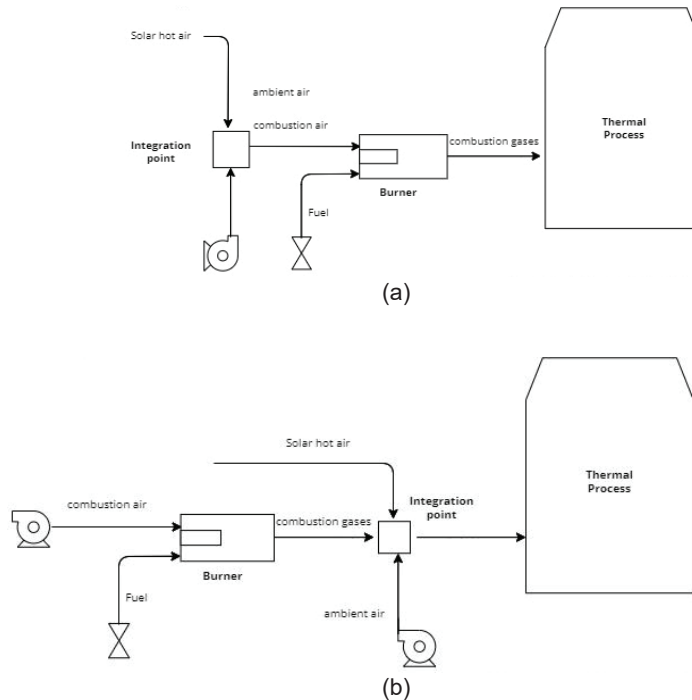 Solar hot air
ambient air
combustion air
Integration
point
combustion gases
Thermal
Process
Burner
Fuel
(a)
Solar hot air
Thermal
Process
Integration
point
combustion air
combustion gases
Burner
Fuel
ambient air
(b)